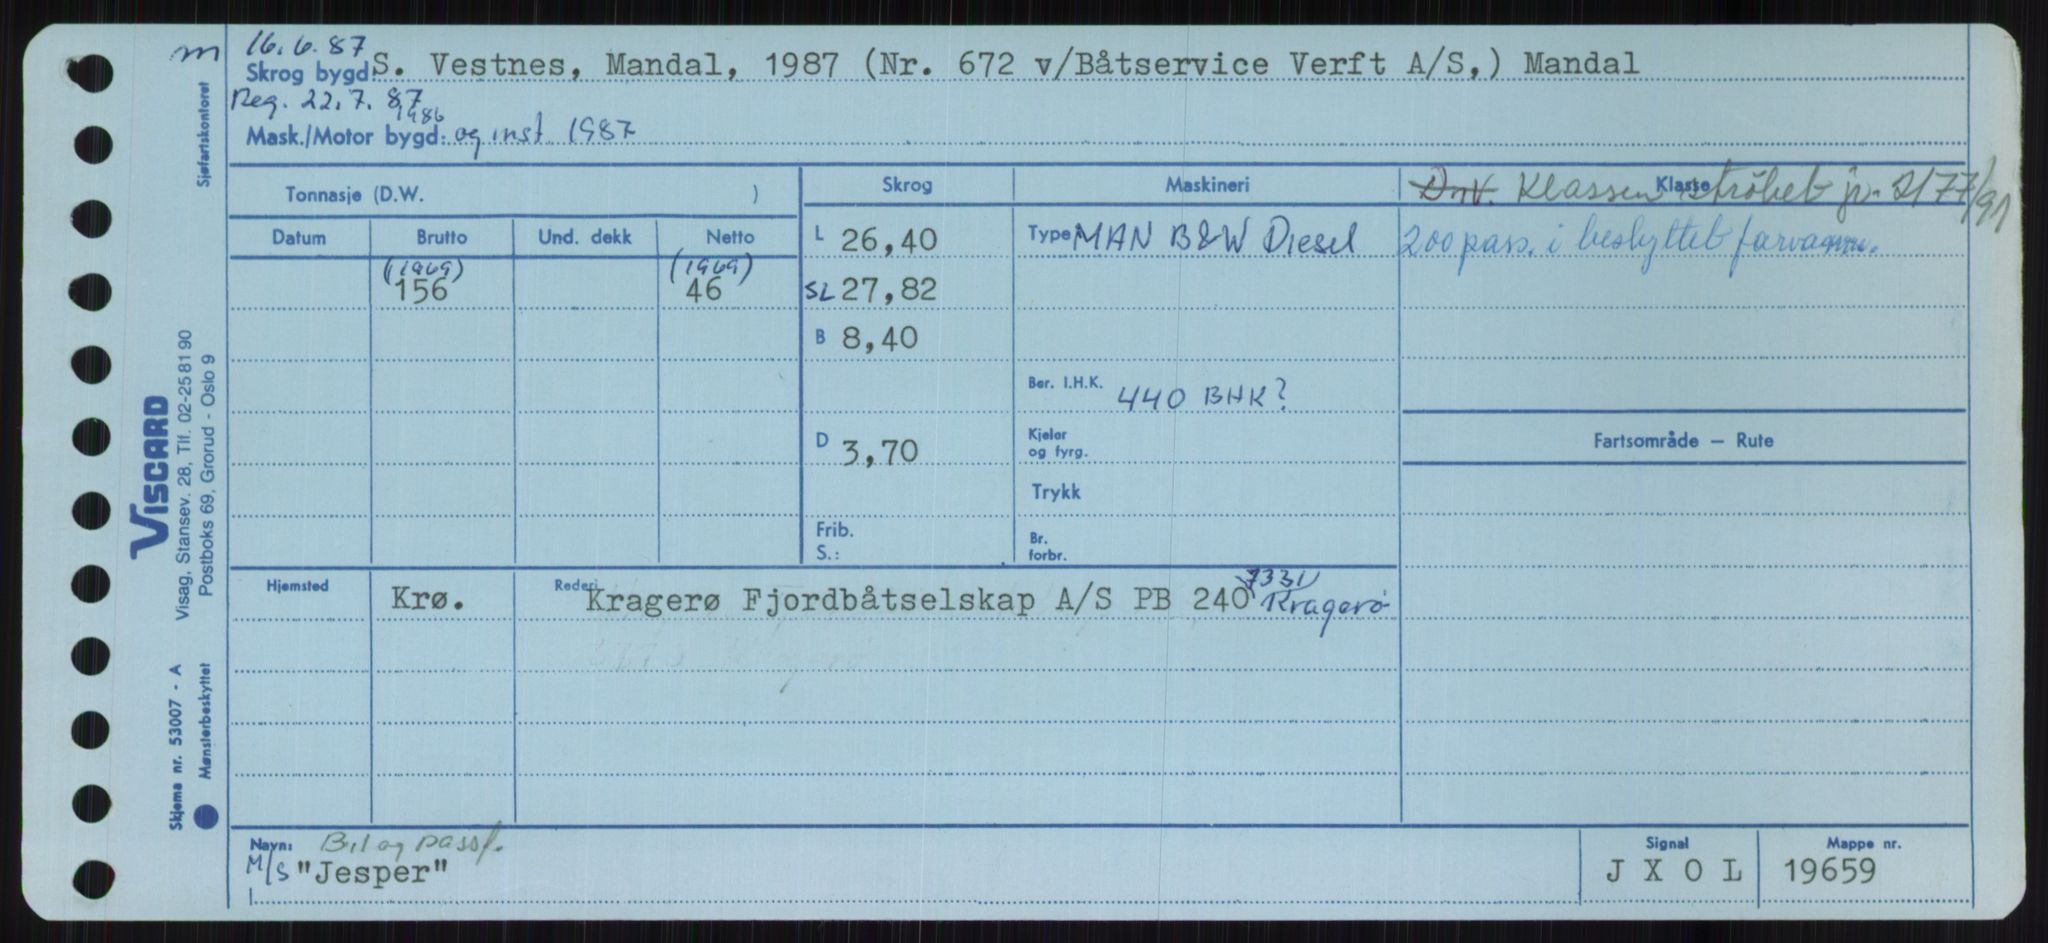 m 16.6.87
Skrog bygd S. Vestnes, Mandal, 1987 (Nr. 672 v/Båtservice Verft A/S,) Mandal
Reg. 22.7.87
1986
Mask./Motor bygd: og inst. 1987
Tonnasje (D.W. )
Skrog
Maskineri
Klasse
DnV. Klassen strøket jr. 2177/91
Datum Brutto Und. dekk Netto
L 26,40
Type MAN B&W Diesel
200 pass. i beskyttet farvann.
(1969) (1969)
156 46
SL 27,82
B 8,40
Ber. I.H.K. 440 BHK?
D 3,70
Kjeler
og fyrg.
Fartsområde — Rute
Trykk
Frib.
S.:
Br.
forbr.
Hjemsted Krø.
Rederi Kragerø Fjordbåtselskap A/S PB 240, Kragerø
Navn: Bil og passf.
M/S "Jesper"
Signal
J X O L
Mappe nr.
19659
Sjøfartskontoret
VISCARD
Visag, Stansev. 28, Tlf. 02-25 81 90
Postboks 69, Grorud - Oslo 9
Skjema nr. 53007 - A
Mønsterbeskyttet